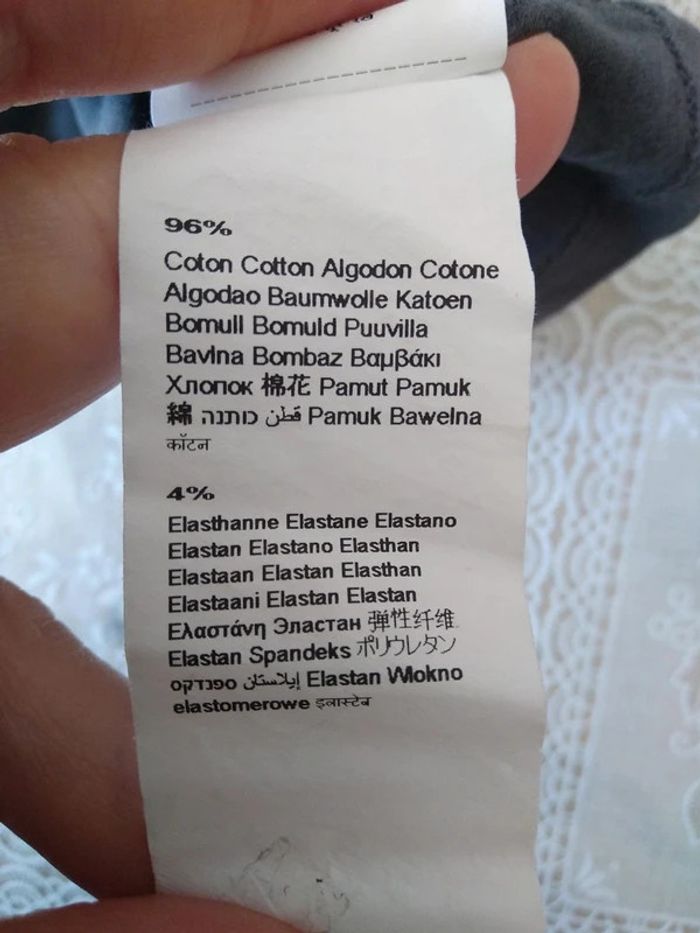 96%
Coton Cotton Algodon Cotone
Algodao Baumwolle Katoen
Bomull Bomuld Puuvilla
Bavlna Bombaz Βαμβάκι
Хлопок 棉花 Pamut Pamuk
綿 כותנה قطن Pamuk Bawelna
कॉटन
4%
Elasthanne Elastane Elastano
Elastan Elastano Elasthan
Elastaan Elastan Elasthan
Elastaani Elastan Elastan
Ελαστάνη Эластан 弹性纤维
Elastan Spandeks ポリウレタン
ספנדקס إيلاستان Elastan Wlokno
elastomerowe इलास्टेन